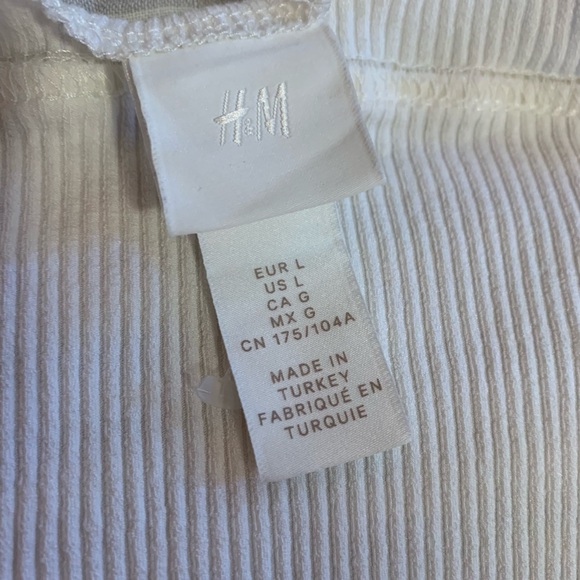 H&M
EUR L
US L
CA G
MX G
CN 175/104A
MADE IN
TURKEY
FABRIQUÉ EN
TURQUIE